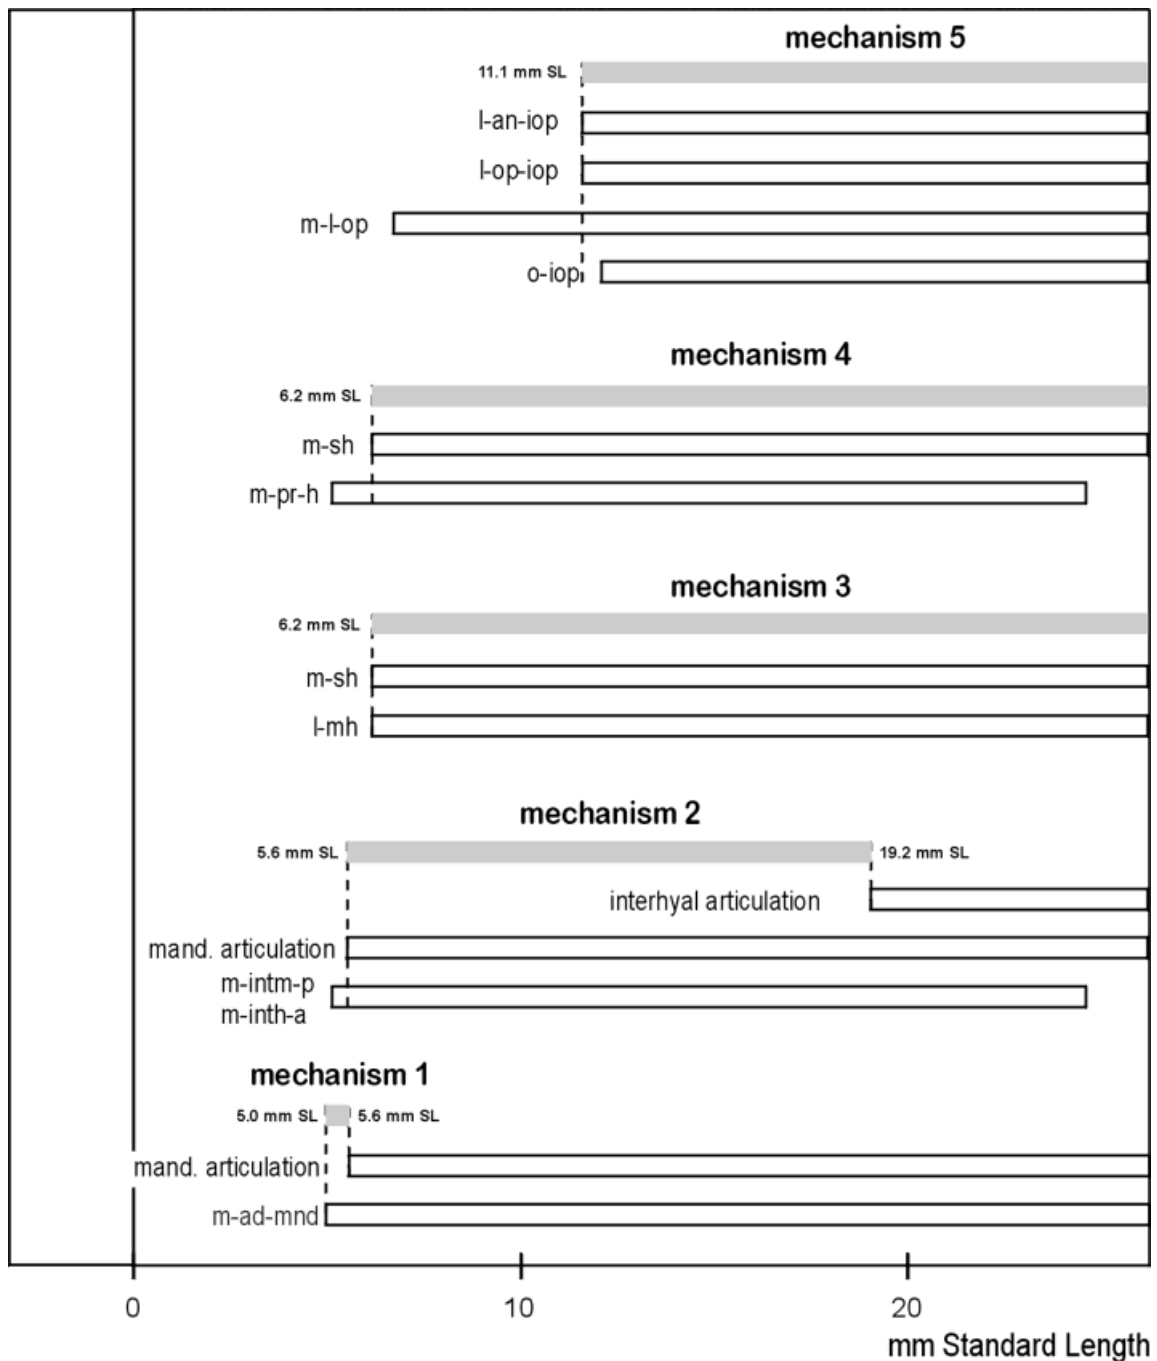 mechanism 5
11.1 mm SL
l-an-iop
l-op-iop
m-l-op
o-iop
mechanism 4
6.2 mm SL
m-sh
m-pr-h
mechanism 3
6.2 mm SL
m-sh
l-mh
mechanism 2
5.6 mm SL 19.2 mm SL
interhyal articulation
mand. articulation
m-intm-p
m-inth-a
mechanism 1
5.0 mm SL 5.6 mm SL
mand. articulation
m-ad-mnd
0 10 20
mm Standard Length